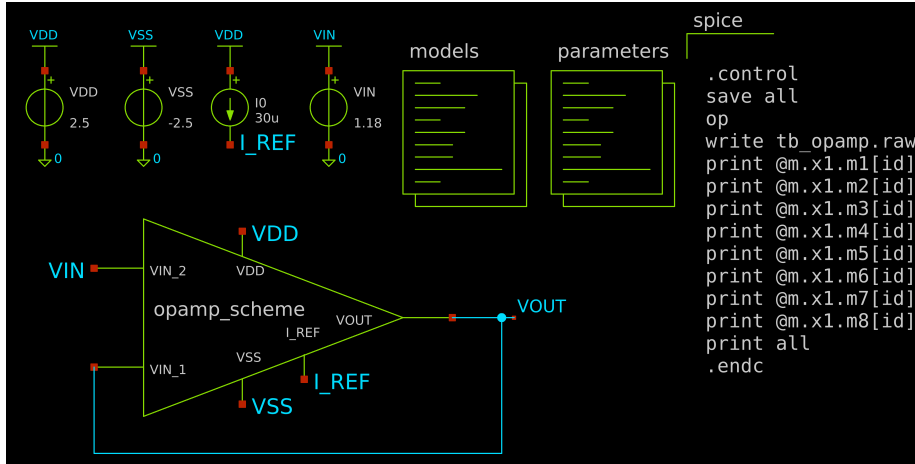 VDD
VSS
VDD
VIN
models
parameters
spice
+
+
+
VDD
2.5
0
VSS
-2.5
0
I0
30u
I_REF
VIN
1.18
0
.control
save all
op
write tb_opamp.raw
print @m.x1.m1[id]
print @m.x1.m2[id]
print @m.x1.m3[id]
print @m.x1.m4[id]
print @m.x1.m5[id]
print @m.x1.m6[id]
print @m.x1.m7[id]
print @m.x1.m8[id]
print all
.endc
VDD
VIN
VIN_2
VDD
opamp_scheme
I_REF
VOUT
VOUT
VIN_1
VSS
I_REF
VSS